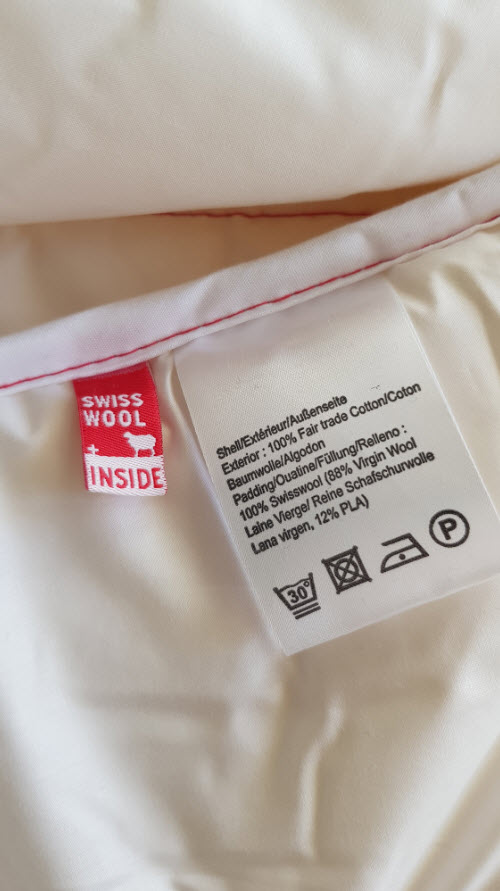 SWISS
WOOL
INSIDE
Shell/Extérieur/Außenseite
Exterior : 100% Fair trade Cotton/Coton
Baumwolle/Algodon
Padding/Ouatine/Füllung/Relleno :
100% Swisswool (88% Virgin Wool
Laine Vierge/ Reine Schafschurwolle
Lana virgen, 12% PLA)
30°
P